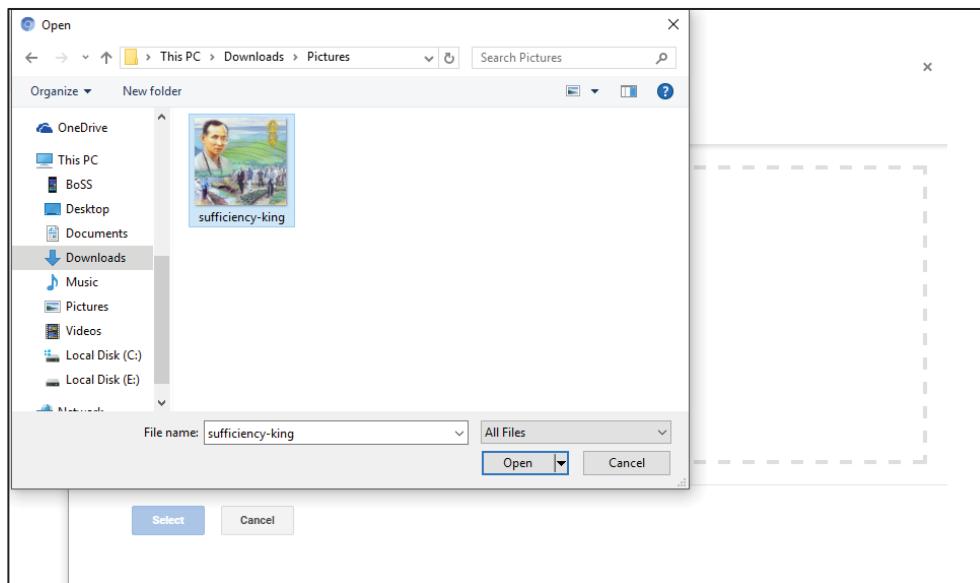 Open
This PC > Downloads > Pictures
Search Pictures
Organize
New folder
OneDrive
This PC
BoSS
Desktop
Documents
Downloads
Music
Pictures
Videos
Local Disk (C:)
Local Disk (E:)
Network
sufficiency-king
File name: sufficiency-king
All Files
Open
Cancel
Select
Cancel